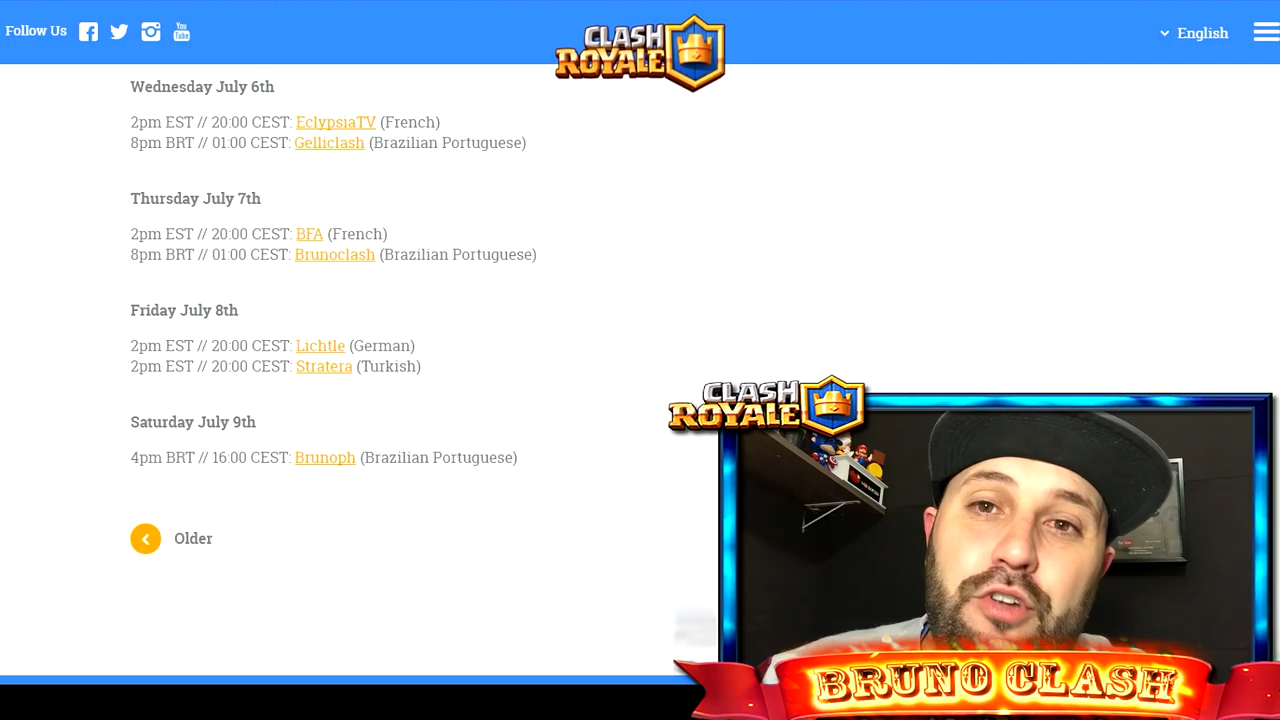 Follow Us
You
Tube
CLASH
ROYALE
English
Wednesday July 6th
2pm EST // 20:00 CEST: EclypsiaTV (French)
8pm BRT // 01:00 CEST: Gelliclash (Brazilian Portuguese)
Thursday July 7th
2pm EST // 20:00 CEST: BFA (French)
8pm BRT // 01:00 CEST: Brunoclash (Brazilian Portuguese)
Friday July 8th
2pm EST // 20:00 CEST: Lichtle (German)
2pm EST // 20:00 CEST: Stratera (Turkish)
Saturday July 9th
4pm BRT // 16:00 CEST: Brunoph (Brazilian Portuguese)
Older
CLASH
ROYALE
BRUNO CLASH